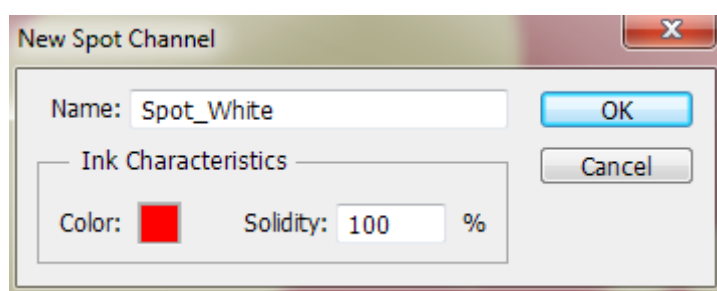 New Spot Channel
Name: Spot_White
OK
Ink Characteristics
Cancel
Color: Solidity: 100 %